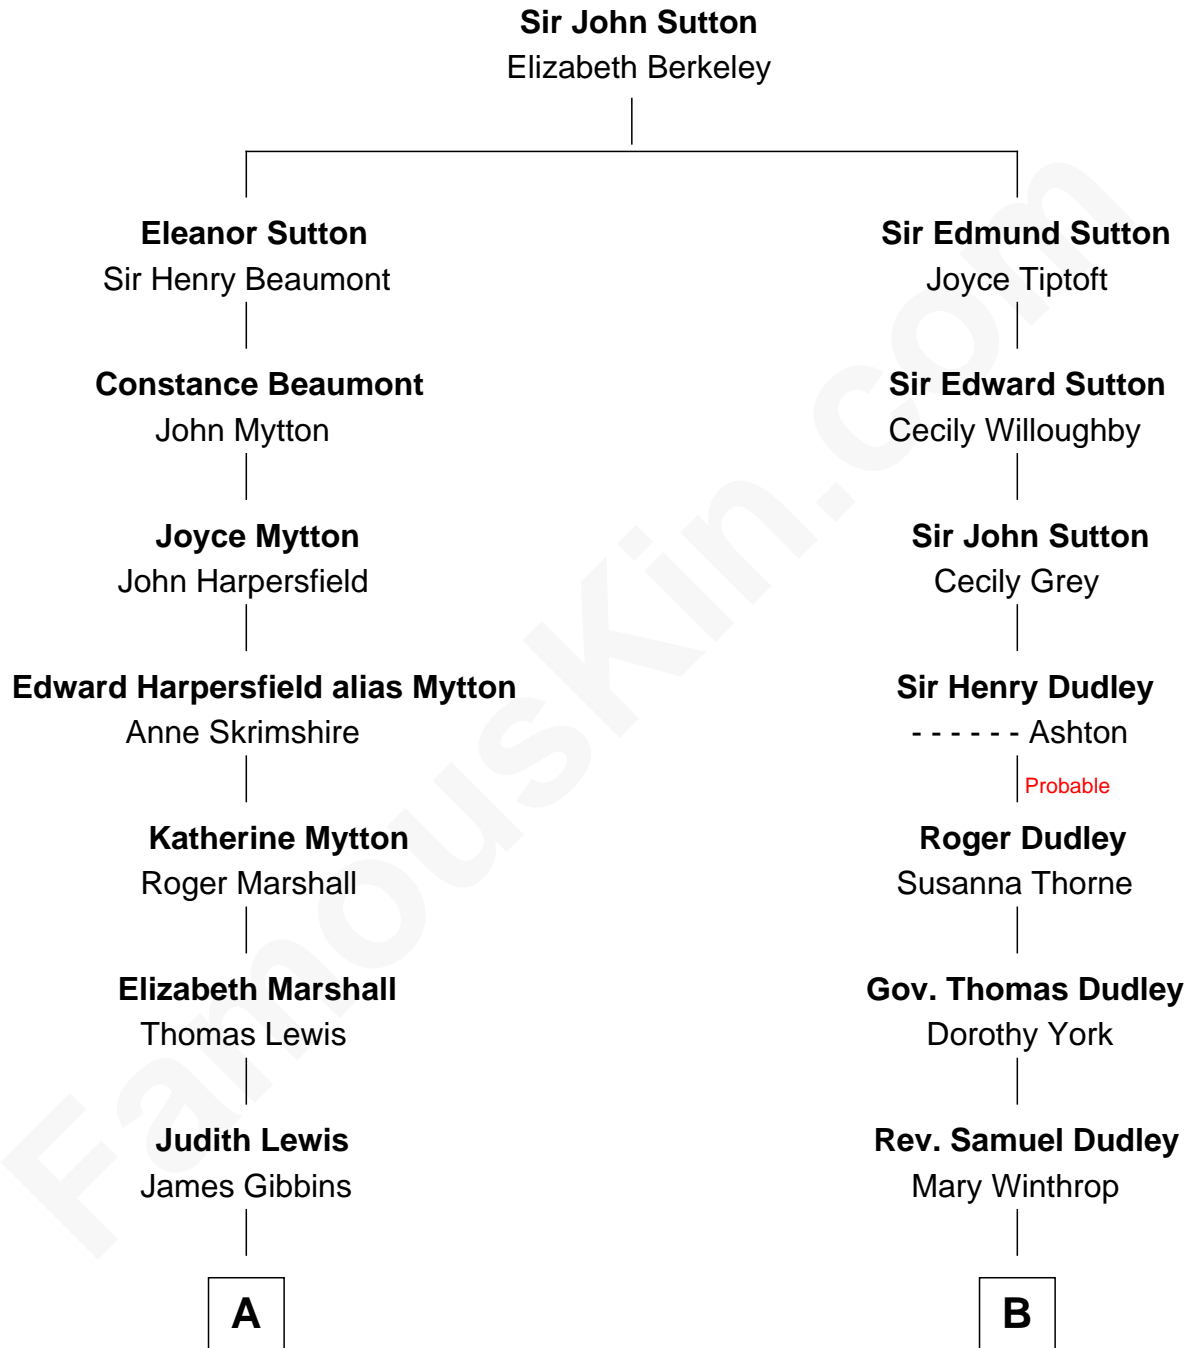 Sir John Sutton
Elizabeth Berkeley
Eleanor Sutton
Sir Henry Beaumont
Constance Beaumont
John Mytton
Joyce Mytton
John Harpersfield
Edward Harpersfield alias Mytton
Anne Skrimshire
Katherine Mytton
Roger Marshall
Elizabeth Marshall
Thomas Lewis
Judith Lewis
James Gibbins
A
Sir Edmund Sutton
Joyce Tiptoft
Sir Edward Sutton
Cecily Willoughby
Sir John Sutton
Cecily Grey
Sir Henry Dudley
- - - - - - Ashton
Probable
Roger Dudley
Susanna Thorne
Gov. Thomas Dudley
Dorothy York
Rev. Samuel Dudley
Mary Winthrop
B
FamousKin.com